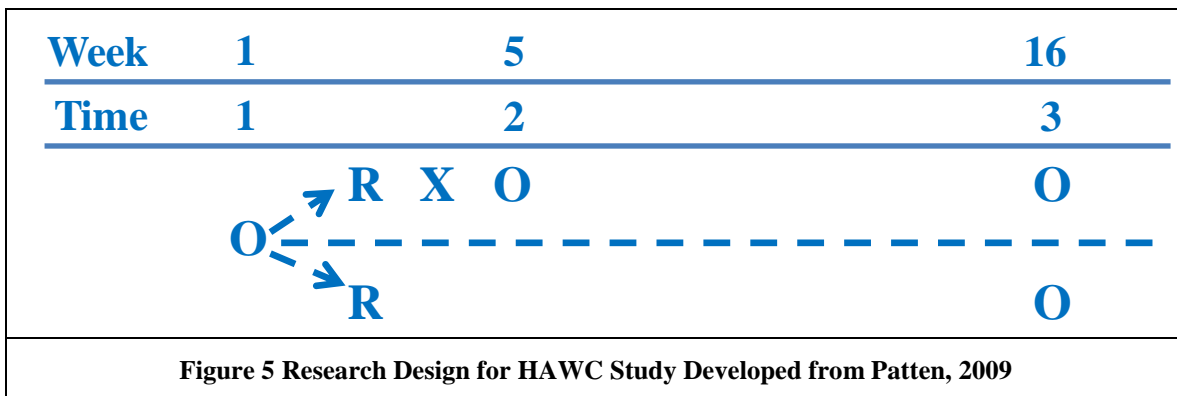 Week 1 5 16
Time 1 2 3
R X O O
O
R O
Figure 5 Research Design for HAWC Study Developed from Patten, 2009